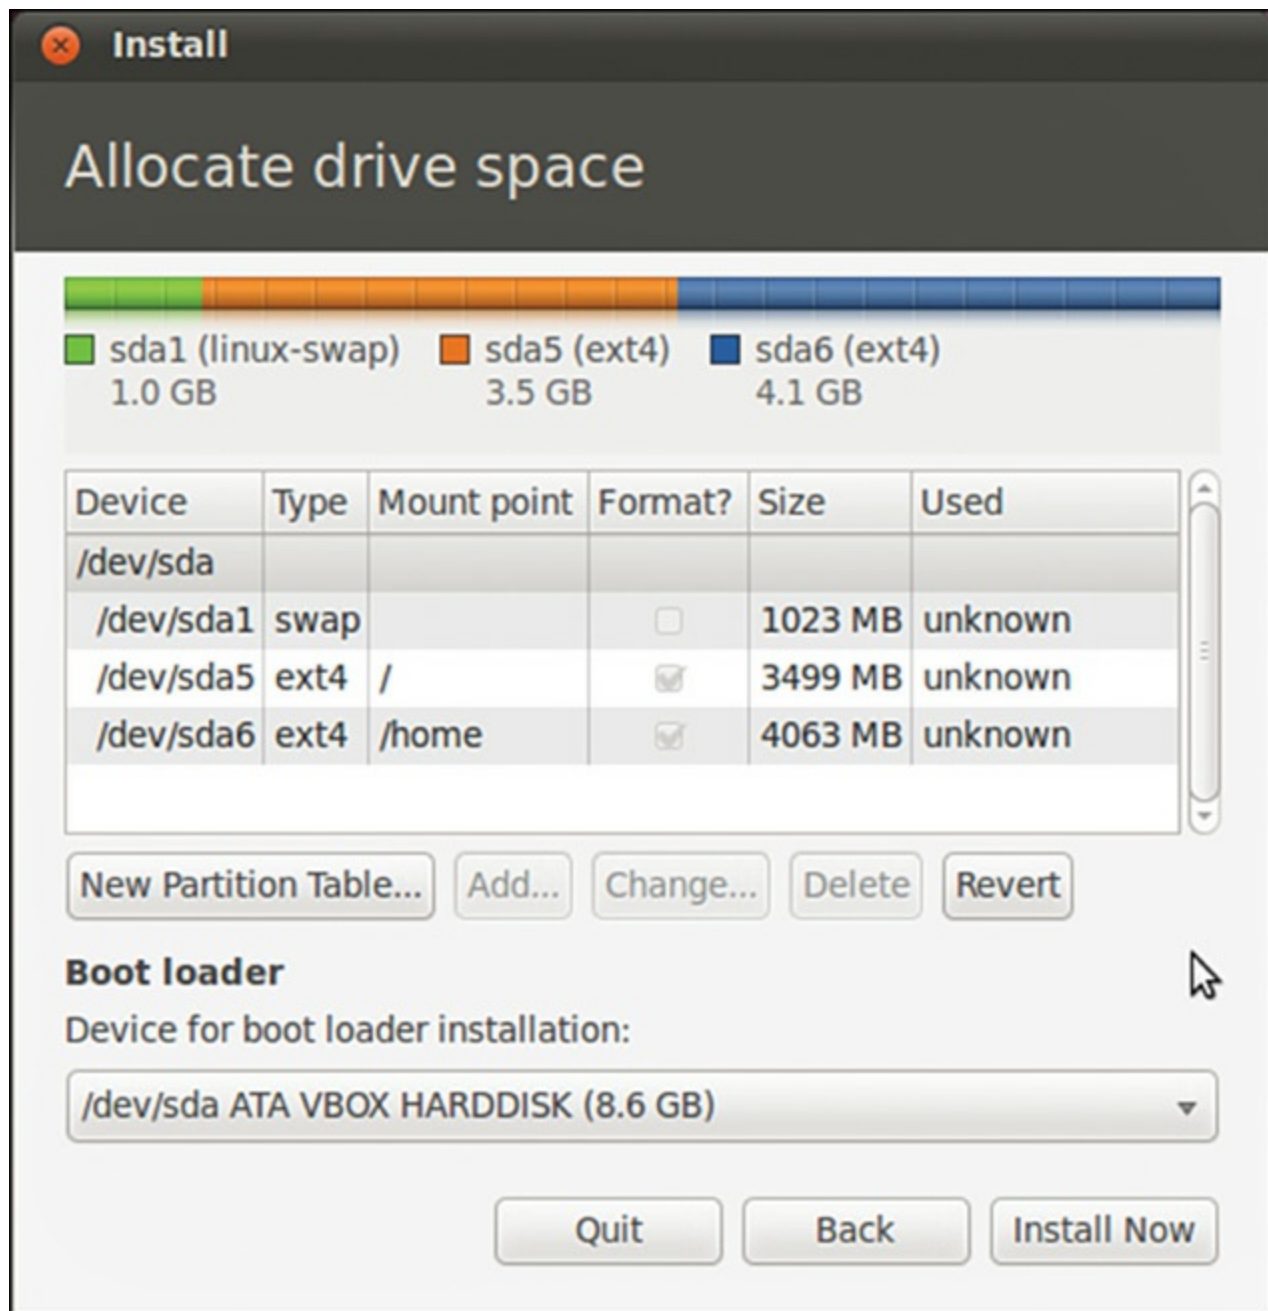 Install
Allocate drive space
sda1 (linux-swap) sda5 (ext4) sda6 (ext4)
1.0 GB 3.5 GB 4.1 GB
Device Type Mount point Format? Size Used
/dev/sda
/dev/sda1 swap 1023 MB unknown
/dev/sda5 ext4 / 3499 MB unknown
/dev/sda6 ext4 /home 4063 MB unknown
New Partition Table... Add... Change... Delete Revert
Boot loader
Device for boot loader installation:
/dev/sda ATA VBOX HARDDISK (8.6 GB)
Quit Back Install Now